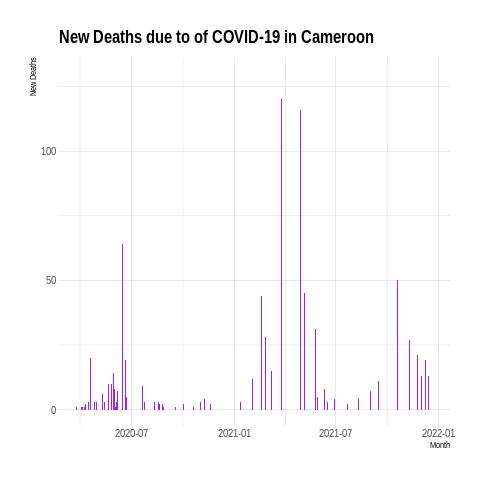 New Deaths due to of COVID-19 in Cameroon
New Deaths
100
50
0
2020-07 2021-01 2021-07 2022-01
Month